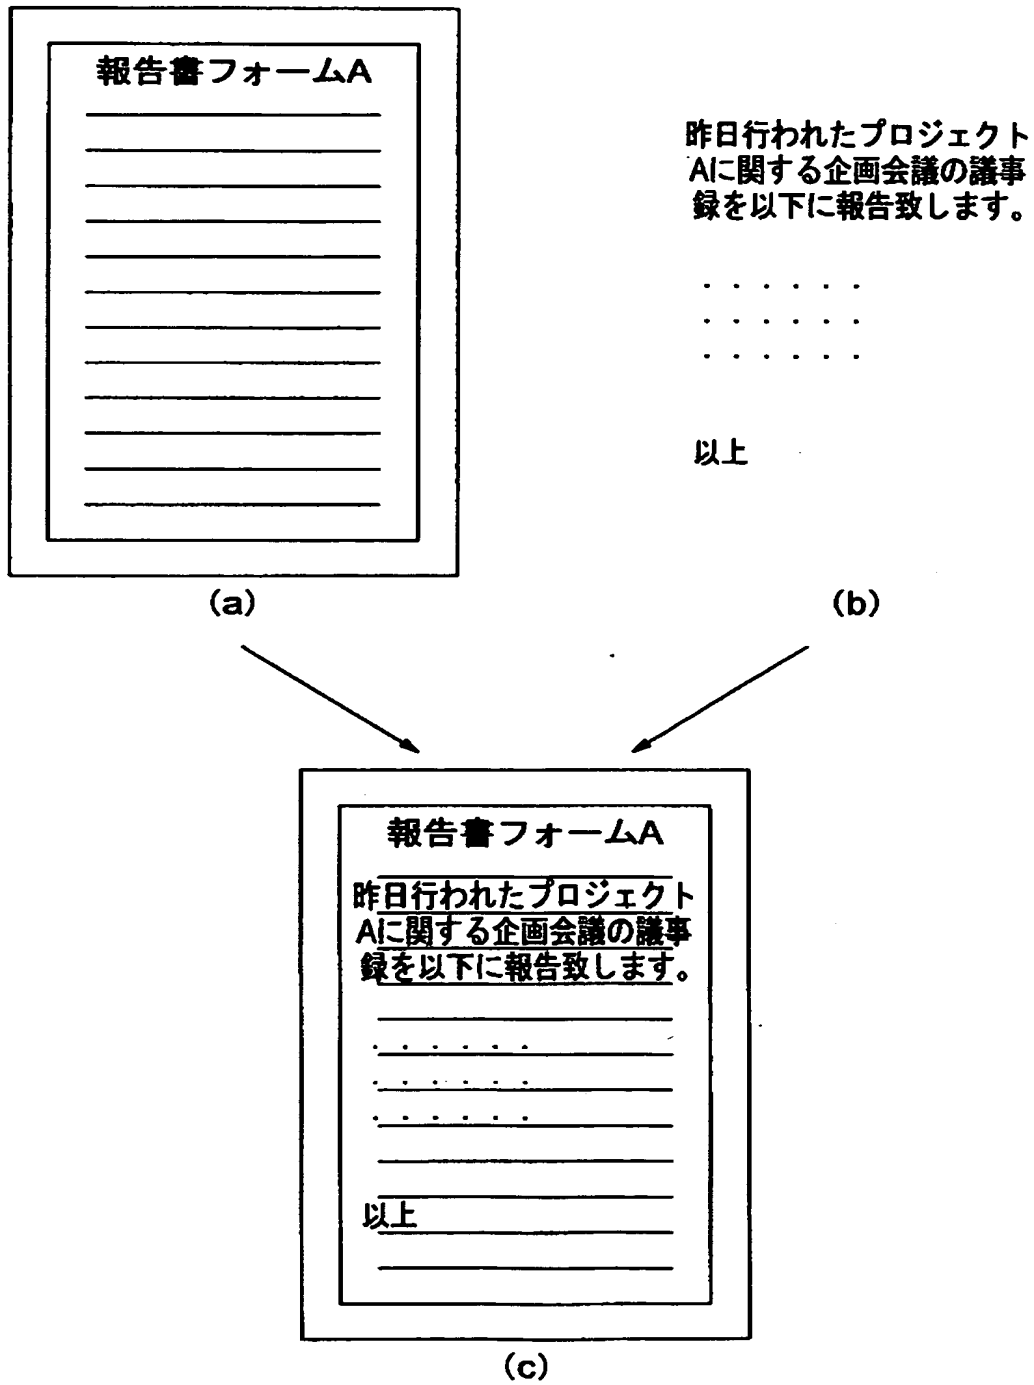 報告書フォームA
昨日行われたプロジェクト
Aに関する企画会議の議事
録を以下に報告致します。
. . . . . .
. . . . . .
. . . . . .
以上
(a)
(b)
報告書フォームA
昨日行われたプロジェクト
Aに関する企画会議の議事
録を以下に報告致します。
. . . . . .
. . . . . .
. . . . . .
以上
(c)